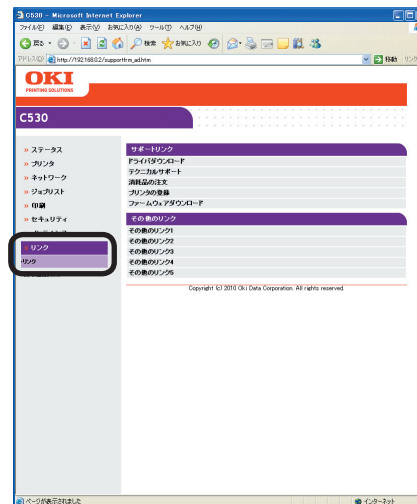 C530 - Microsoft Internet Explorer
ファイル(F) 編集(E) 表示(V) お気に入り(A) ツール(T) ヘルプ(H)
戻る 検索 お気に入り
アドレス(D) http://192.168.0.2/supportfrm_ad.htm 移動 リンク
OKI
PRINTING SOLUTIONS
C530
» ステータス
» プリンタ
» ネットワーク
» ジョブリスト
» 印刷
» セキュリティ
» リンク
リンク
サポートリンク
ドライバダウンロード
テクニカルサポート
消耗品の注文
プリンタの登録
ファームウェアダウンロード
その他のリンク
その他のリンク1
その他のリンク2
その他のリンク3
その他のリンク4
その他のリンク5
Copyright (c) 2010 Oki Data Corporation. All rights reserved.
ページが表示されました インターネット